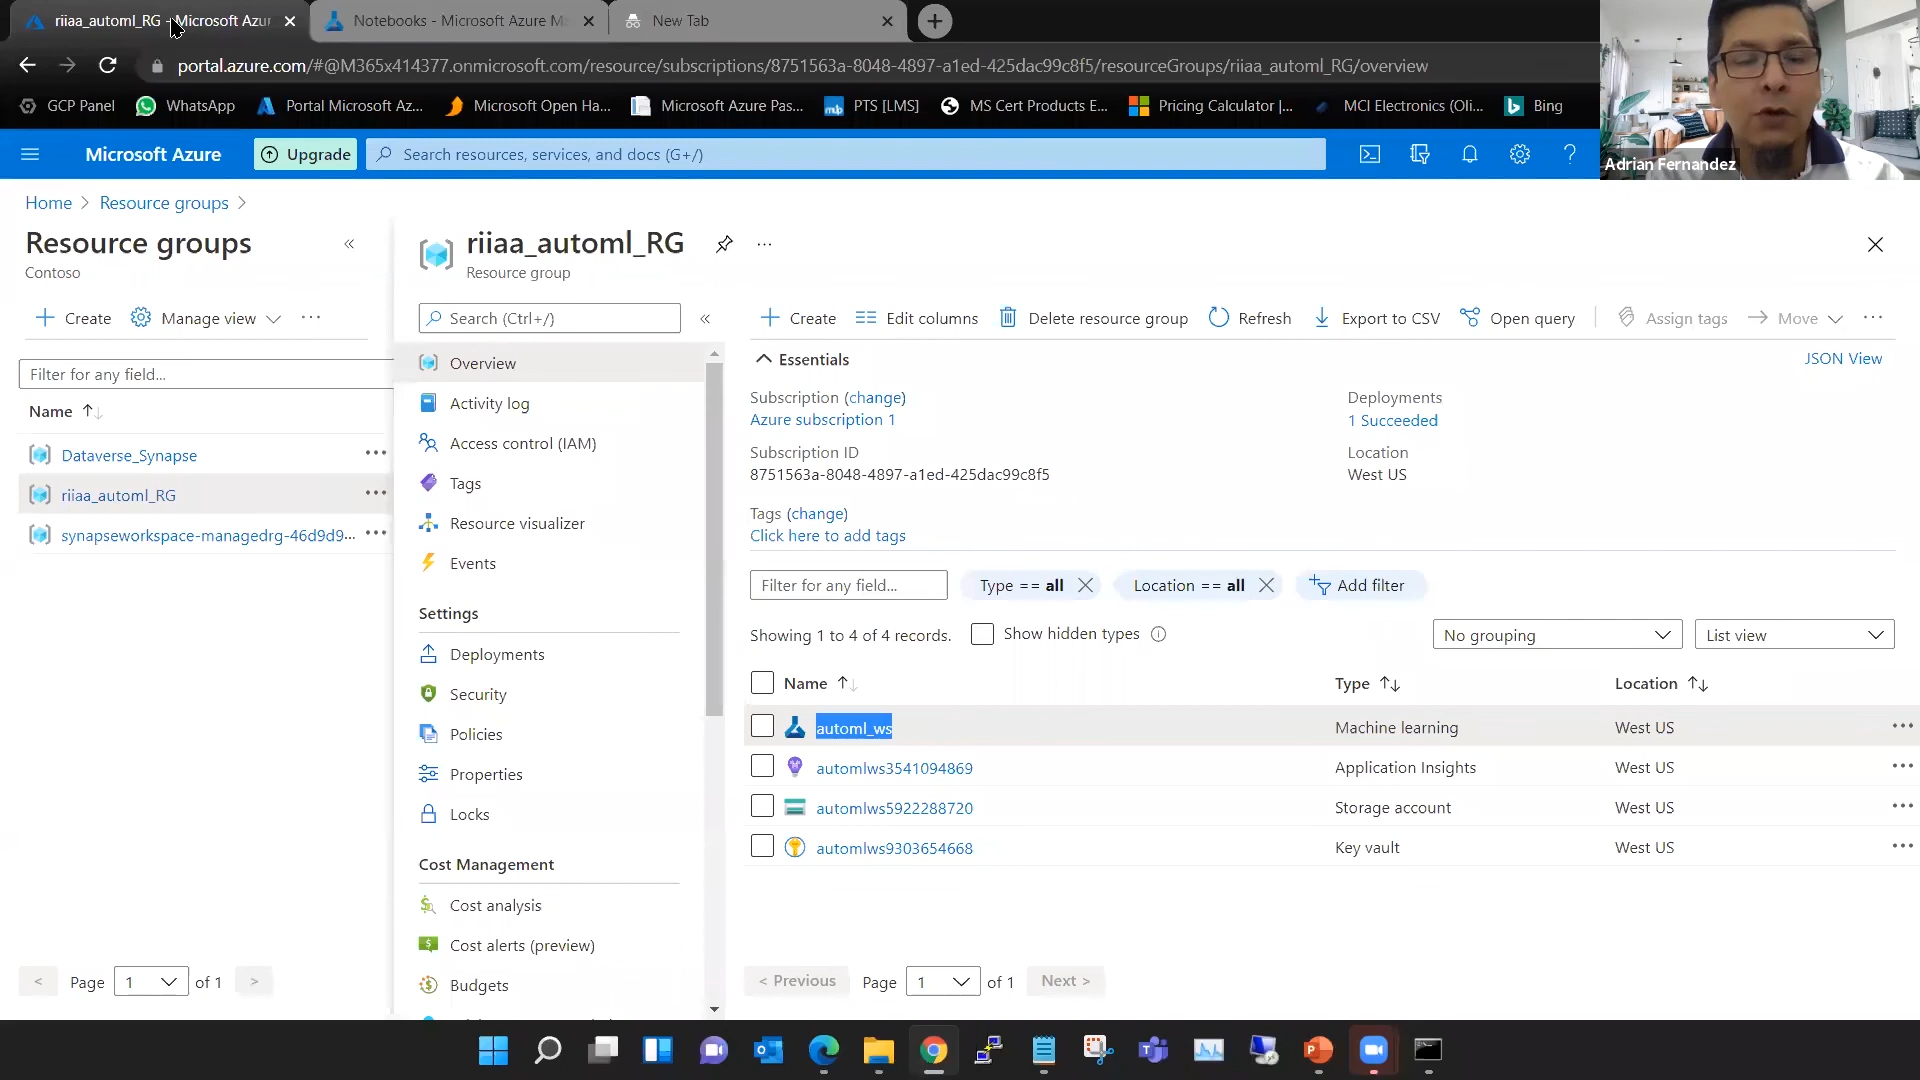 riiaa_automl_RG - Microsoft Azur
Notebooks - Microsoft Azure M
New Tab
portal.azure.com/#@M365x414377.onmicrosoft.com/resource/subscriptions/8751563a-8048-4897-a1ed-425dac99c8f5/resourceGroups/riiaa_automl_RG/overview
GCP Panel
WhatsApp
Portal Microsoft Az...
Microsoft Open Ha...
Microsoft Azure Pas...
PTS [LMS]
MS Cert Products E...
Pricing Calculator |...
MCI Electronics (Oli...
Bing
Adrian Fernandez
Microsoft Azure
Upgrade
Search resources, services, and docs (G+/)
Home > Resource groups >
Resource groups
Contoso
Create
Manage view
Filter for any field...
Name
Dataverse_Synapse
riiaa_automl_RG
synapseworkspace-managedrg-46d9d9...
< Page 1 of 1 >
riiaa_automl_RG
Resource group
Search (Ctrl+/)
Overview
Activity log
Access control (IAM)
Tags
Resource visualizer
Events
Settings
Deployments
Security
Policies
Properties
Locks
Cost Management
Cost analysis
Cost alerts (preview)
Budgets
Create
Edit columns
Delete resource group
Refresh
Export to CSV
Open query
Assign tags
Move
Essentials
JSON View
Subscription (change)
Azure subscription 1
Subscription ID
8751563a-8048-4897-a1ed-425dac99c8f5
Tags (change)
Click here to add tags
Deployments
1 Succeeded
Location
West US
Filter for any field...
Type == all
Location == all
Add filter
Showing 1 to 4 of 4 records.
Show hidden types
No grouping
List view
Name Type Location
automl_ws Machine learning West US
automlws3541094869 Application Insights West US
automlws5922288720 Storage account West US
automlws9303654668 Key vault West US
< Previous Page 1 of 1 Next >